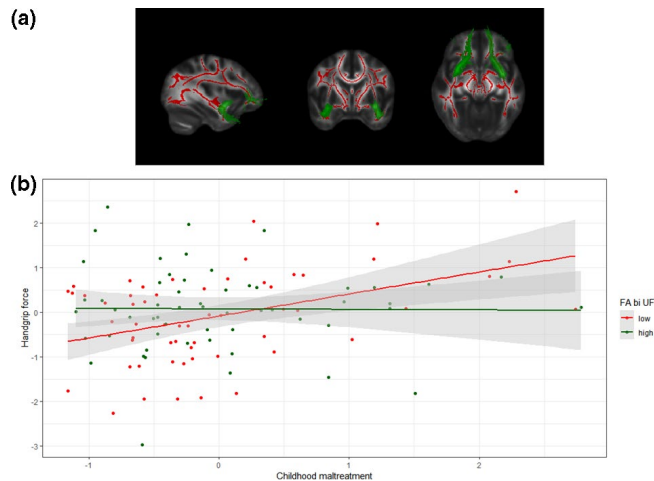 (a)
(b)
2
1
0
-1
-2
-3
Handgrip force
-1
0
1
2
Childhood maltreatment
FA bi UF
low
high